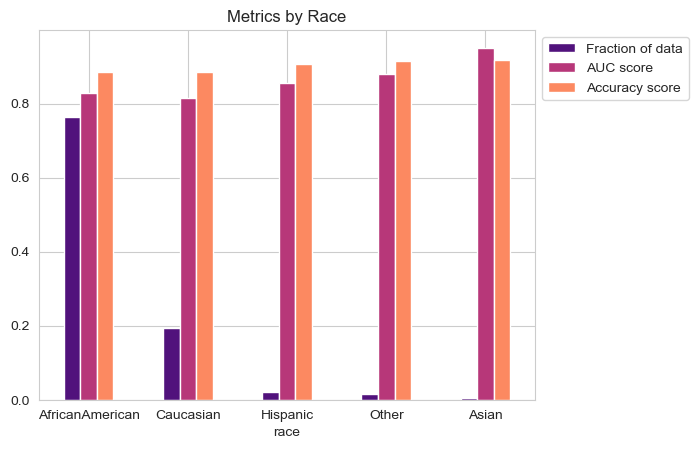 Metrics by Race
Fraction of data
AUC score
Accuracy score
0.8
0.6
0.4
0.2
0.0
AfricanAmerican Caucasian Hispanic Other Asian
race